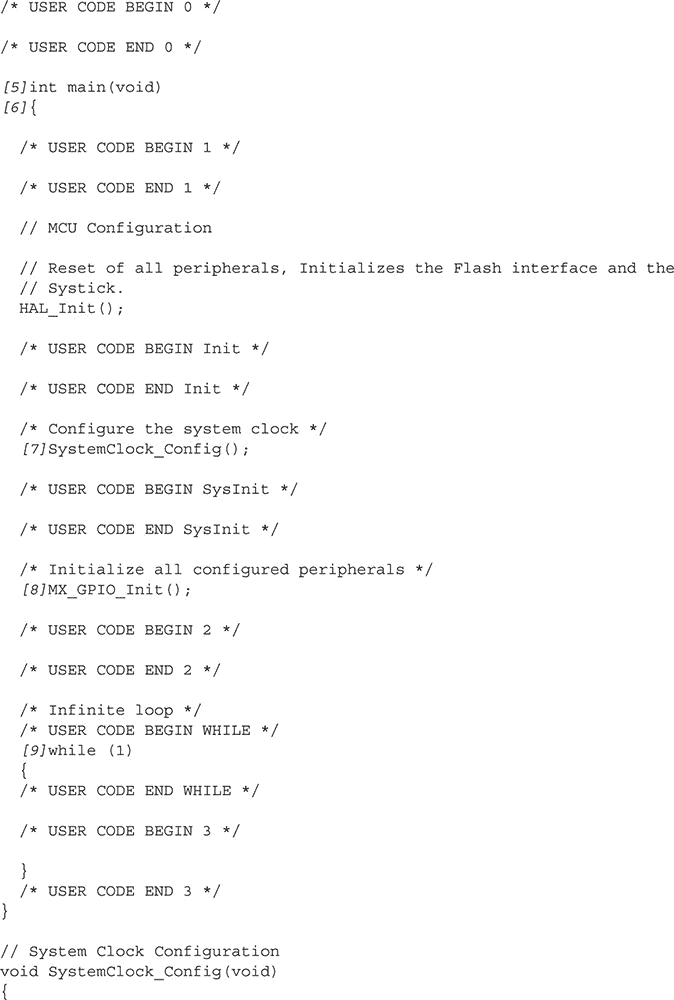 /* USER CODE BEGIN 0 */
/* USER CODE END 0 */
[5]int main(void)
[6]{
/* USER CODE BEGIN 1 */
/* USER CODE END 1 */
// MCU Configuration
// Reset of all peripherals, Initializes the Flash interface and the
// Systick.
HAL_Init();
/* USER CODE BEGIN Init */
/* USER CODE END Init */
/* Configure the system clock */
[7]SystemClock_Config();
/* USER CODE BEGIN SysInit */
/* USER CODE END SysInit */
/* Initialize all configured peripherals */
[8]MX_GPIO_Init();
/* USER CODE BEGIN 2 */
/* USER CODE END 2 */
/* Infinite loop */
/* USER CODE BEGIN WHILE */
[9]while (1)
{
/* USER CODE END WHILE */
/* USER CODE BEGIN 3 */
}
/* USER CODE END 3 */
}
// System Clock Configuration
void SystemClock_Config(void)
{